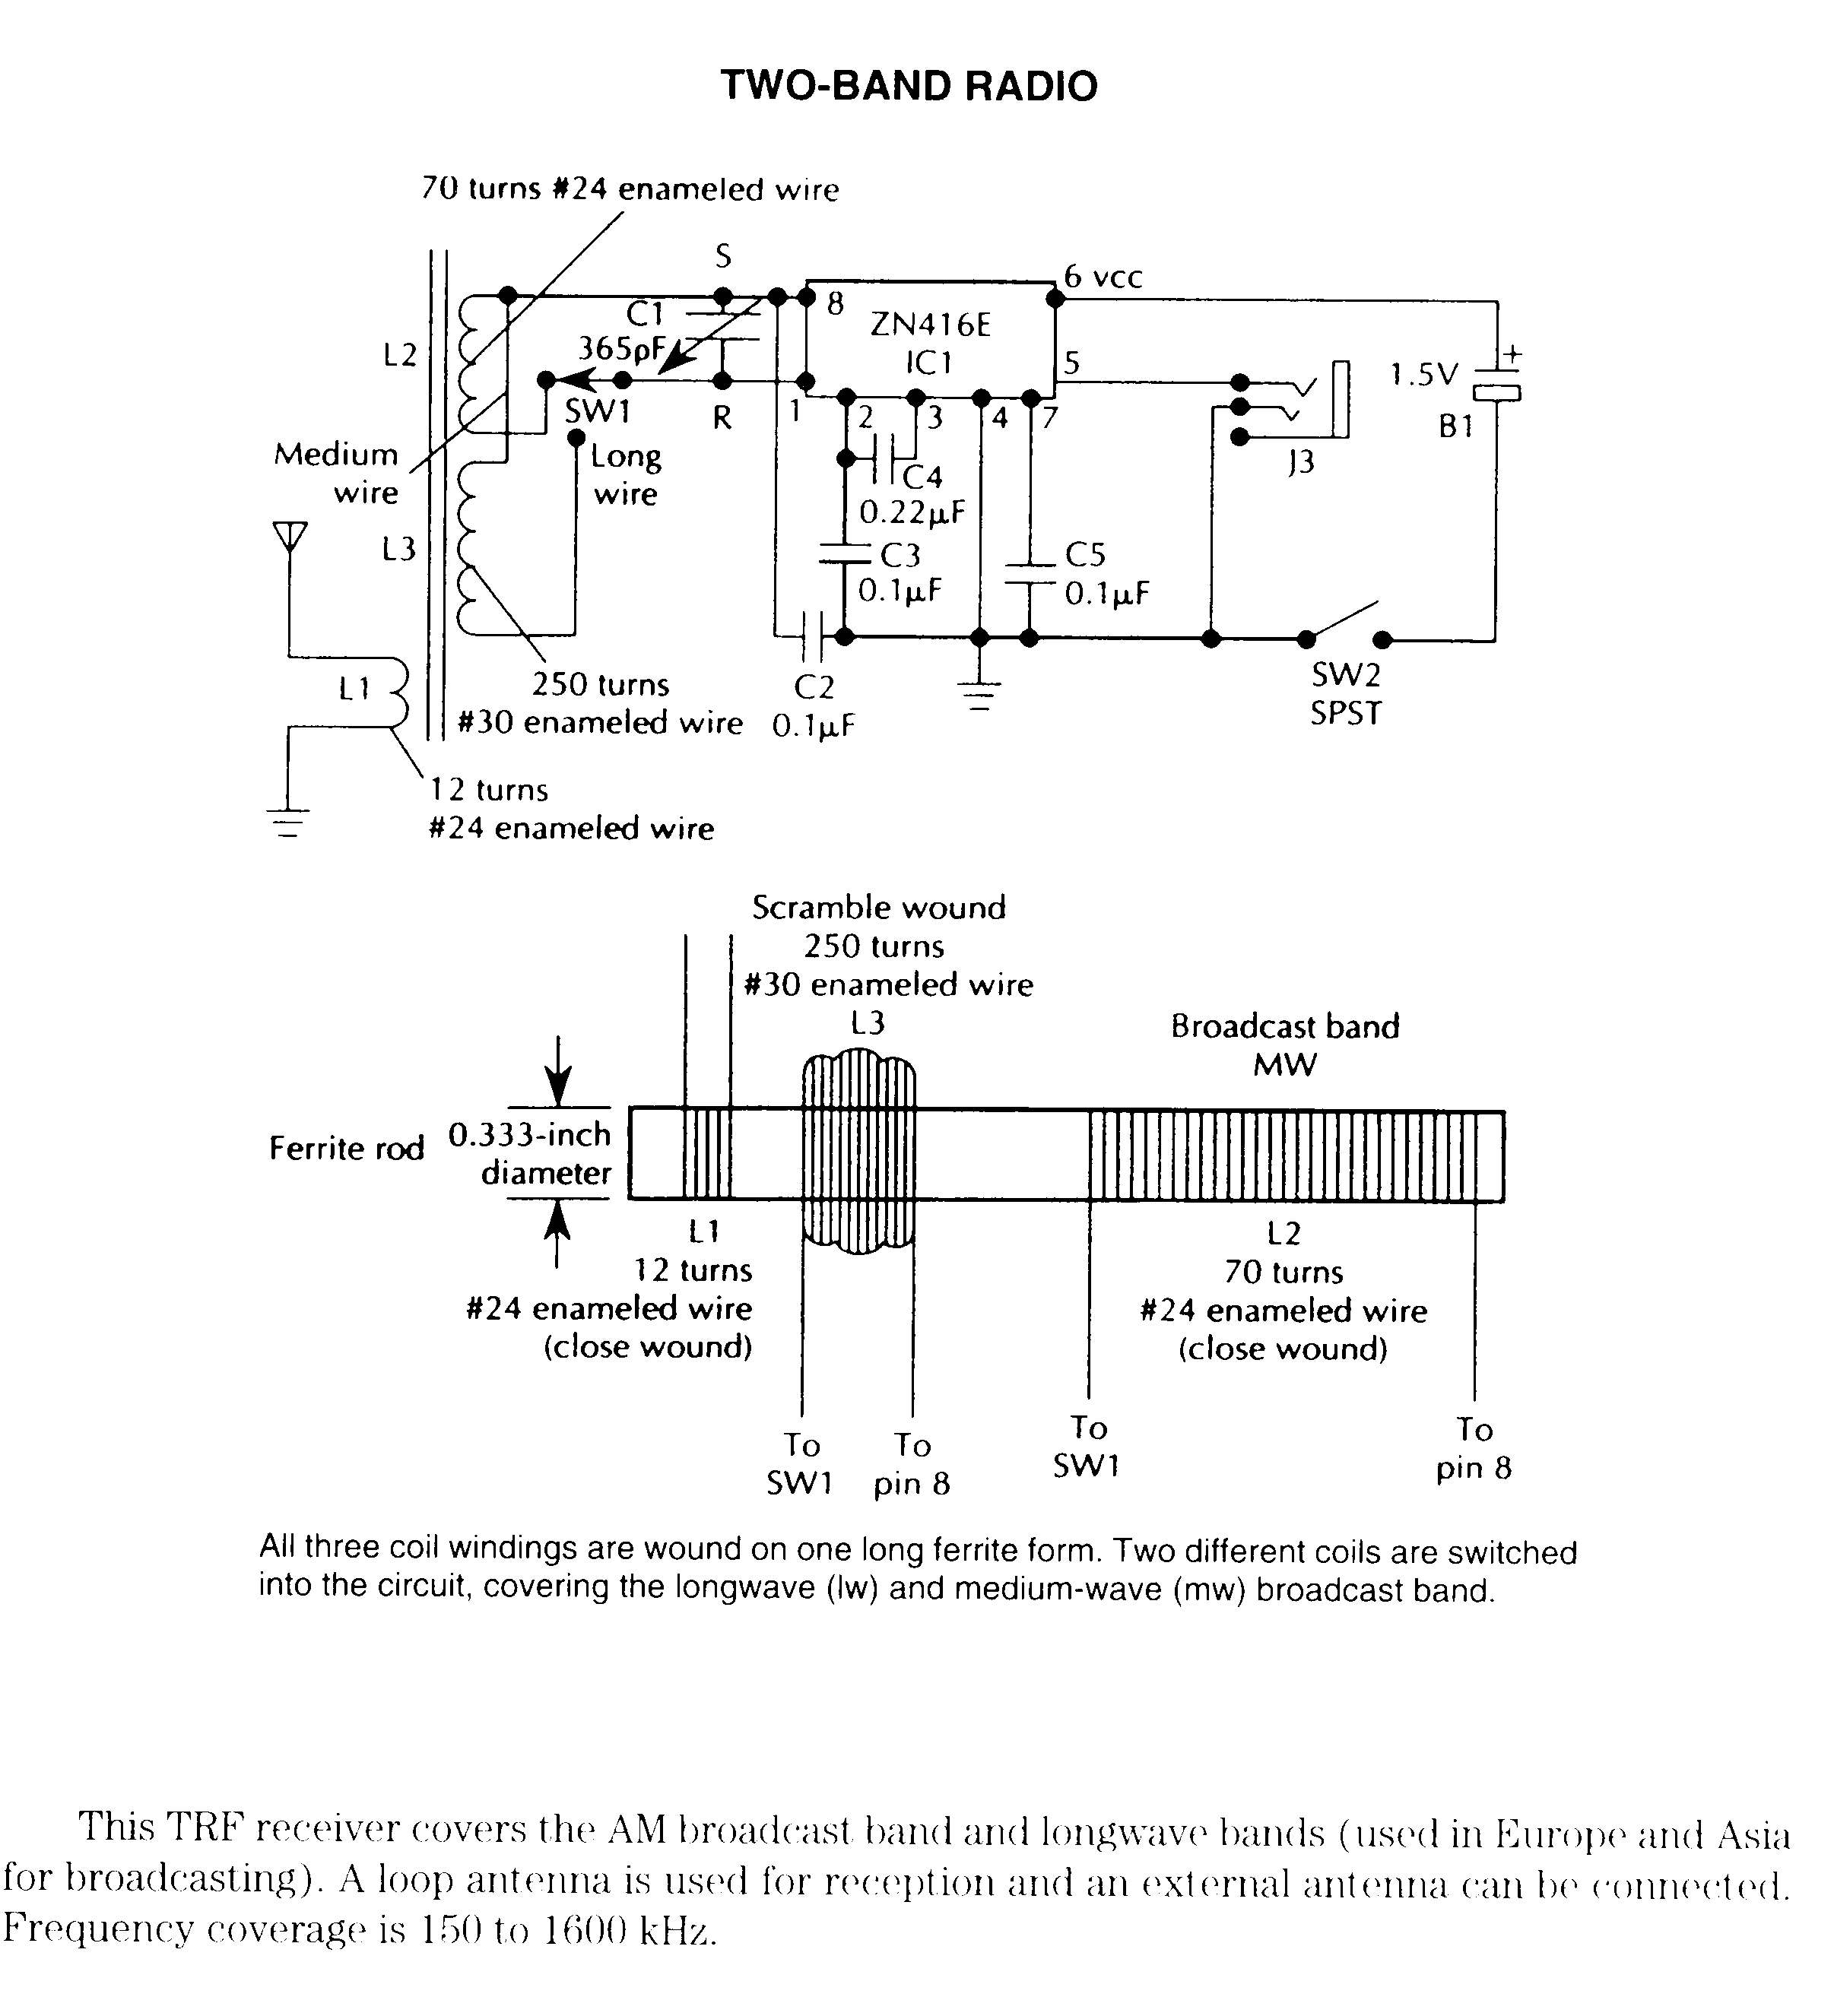 TWO-BAND RADIO
70 turns #24 enameled wire
S
6 vcc
C1
8
ZN416E
L2
365pF
IC1
5
1.5V
+
SW1
R
1
2
3
4
7
B1
Medium
wire
Long
wire
C4
J3
0.22µF
L3
C3
0.1µF
C5
0.1µF
L1
250 turns
#30 enameled wire
C2
0.1µF
SW2
SPST
12 turns
#24 enameled wire
Scramble wound
250 turns
#30 enameled wire
L3
Broadcast band
MW
Ferrite rod
0.333-inch
diameter
L1
12 turns
#24 enameled wire
(close wound)
L2
70 turns
#24 enameled wire
(close wound)
To
SW1
To
pin 8
To
SW1
To
pin 8
All three coil windings are wound on one long ferrite form. Two different coils are switched
into the circuit, covering the longwave (lw) and medium-wave (mw) broadcast band.
This TRF receiver covers the AM broadcast band and longwave bands (used in Europe and Asia
for broadcasting). A loop antenna is used for reception and an external antenna can be connected.
Frequency coverage is 150 to 1600 kHz.